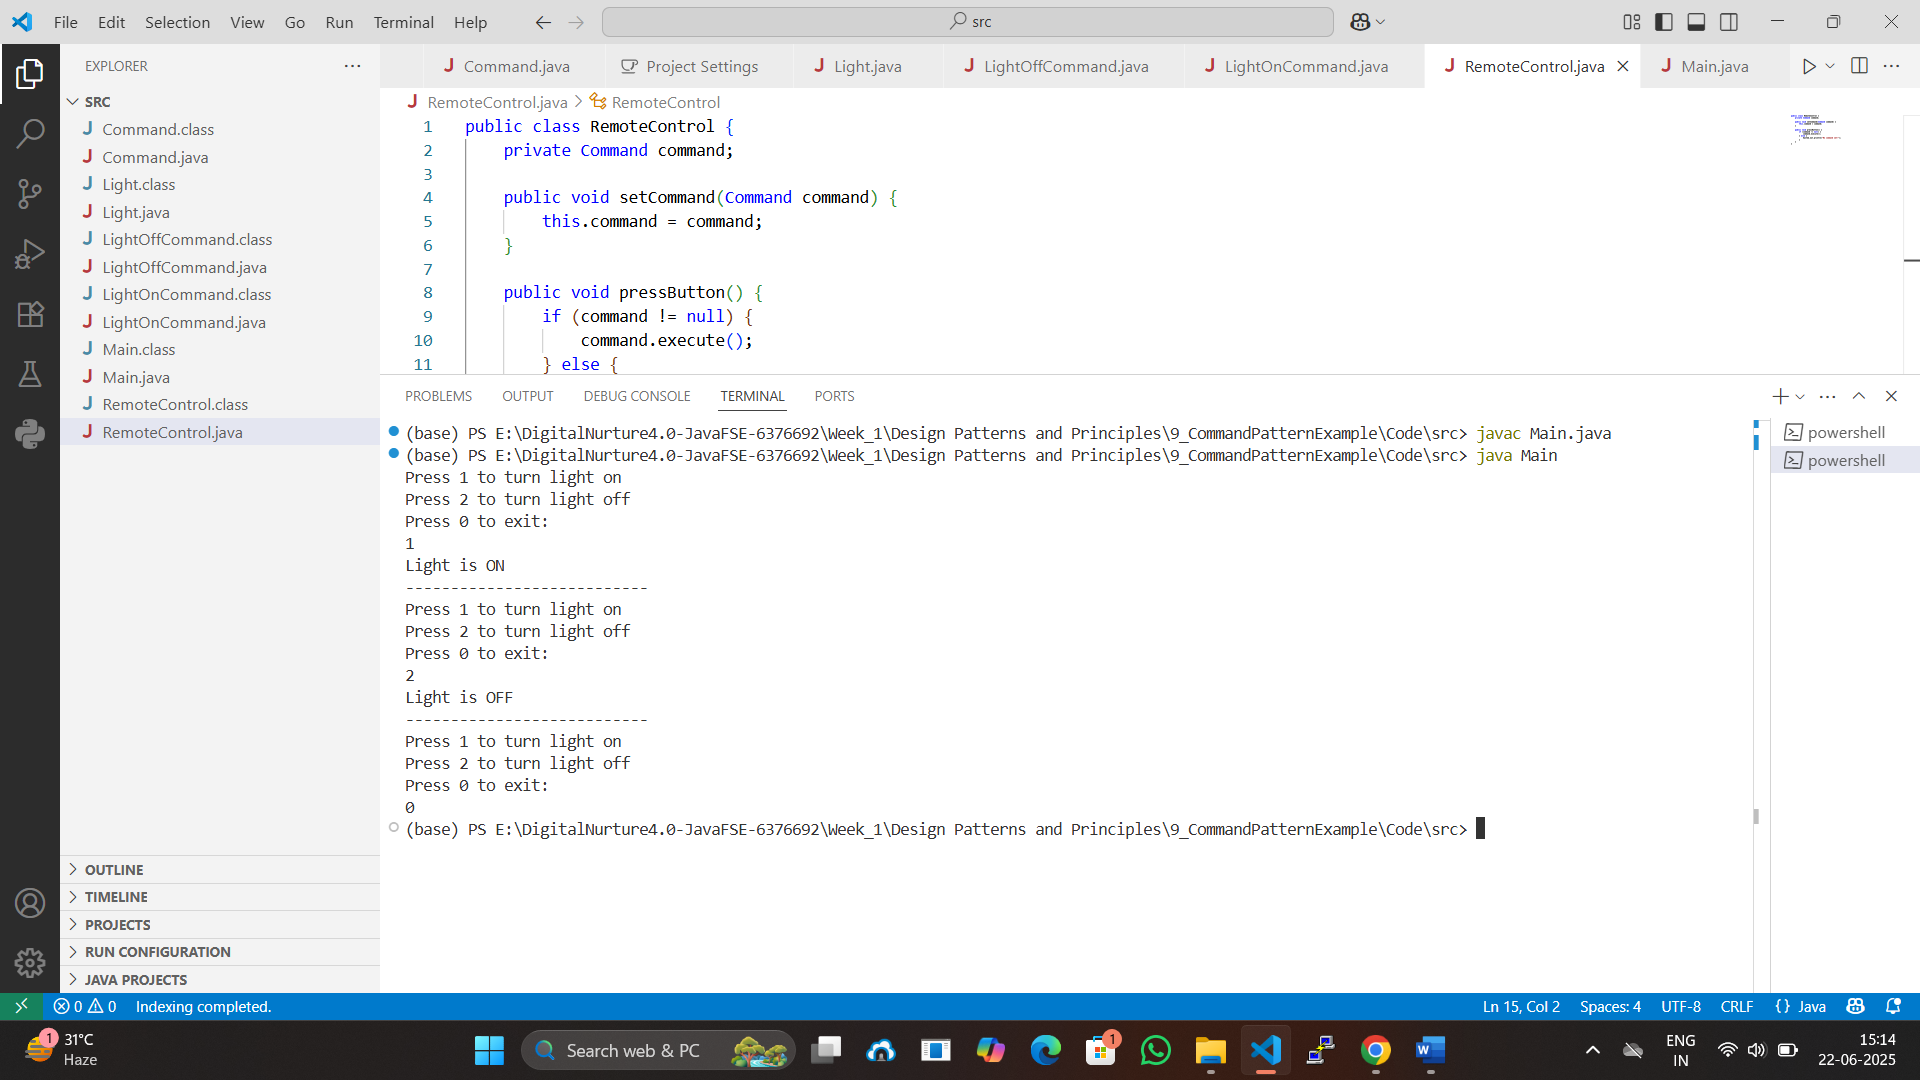 File Edit Selection View Go Run Terminal Help src
EXPLORER
SRC
Command.class
Command.java
Light.class
Light.java
LightOffCommand.class
LightOffCommand.java
LightOnCommand.class
LightOnCommand.java
Main.class
Main.java
RemoteControl.class
RemoteControl.java
OUTLINE
TIMELINE
PROJECTS
RUN CONFIGURATION
JAVA PROJECTS
Command.java Project Settings Light.java LightOffCommand.java LightOnCommand.java RemoteControl.java Main.java
RemoteControl.java > RemoteControl
1 public class RemoteControl {
2 private Command command;
3
4 public void setCommand(Command command) {
5 this.command = command;
6 }
7
8 public void pressButton() {
9 if (command != null) {
10 command.execute();
11 } else {
PROBLEMS OUTPUT DEBUG CONSOLE TERMINAL PORTS
(base) PS E:\DigitalNurture4.0-JavaFSE-6376692\Week_1\Design Patterns and Principles\9_CommandPatternExample\Code\src> javac Main.java
(base) PS E:\DigitalNurture4.0-JavaFSE-6376692\Week_1\Design Patterns and Principles\9_CommandPatternExample\Code\src> java Main
Press 1 to turn light on
Press 2 to turn light off
Press 0 to exit:
1
Light is ON
---------------------------
Press 1 to turn light on
Press 2 to turn light off
Press 0 to exit:
2
Light is OFF
---------------------------
Press 1 to turn light on
Press 2 to turn light off
Press 0 to exit:
0
(base) PS E:\DigitalNurture4.0-JavaFSE-6376692\Week_1\Design Patterns and Principles\9_CommandPatternExample\Code\src>
powershell
powershell
0 0 Indexing completed. Ln 15, Col 2 Spaces: 4 UTF-8 CRLF {} Java
1 31°C
Haze
Search web & PC
1
ENG
IN
15:14
22-06-2025